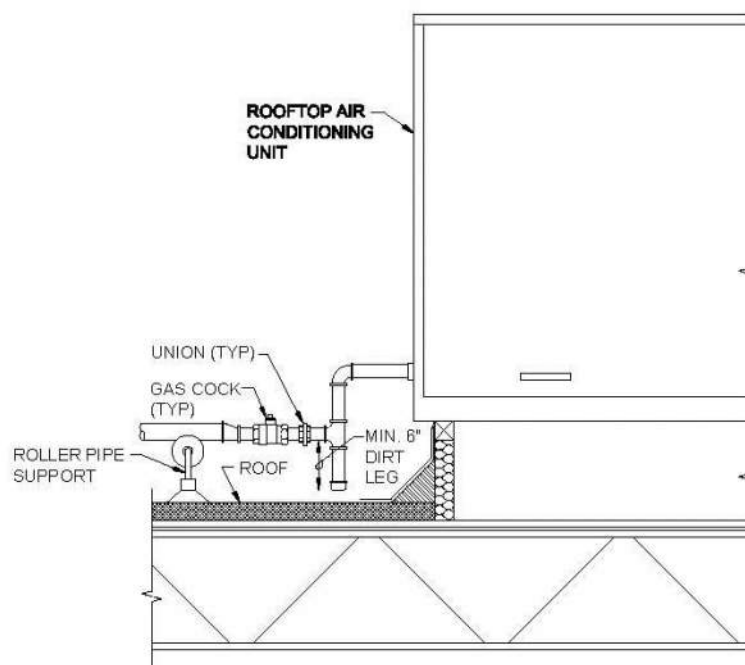 ROOFTOP AIR
CONDITIONING
UNIT
UNION (TYP)
GAS COCK
(TYP)
ROLLER PIPE
SUPPORT
ROOF
MIN. 6"
DIRT
LEG